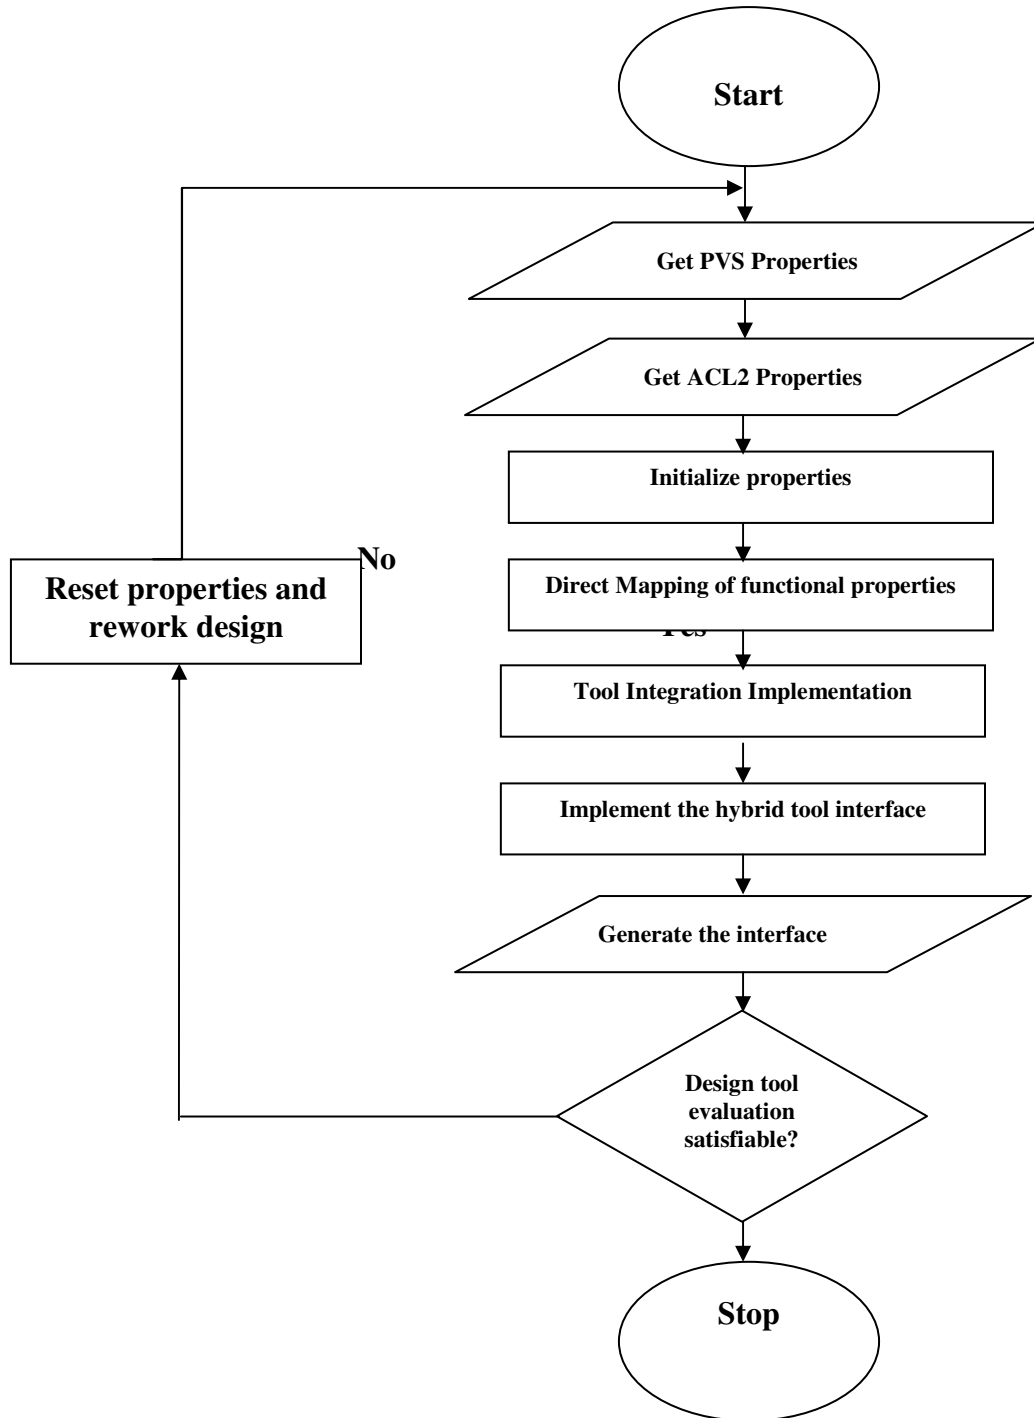 Start
Get PVS Properties
Get ACL2 Properties
Initialize properties
No
Reset properties and
rework design
Direct Mapping of functional properties
Yes
Tool Integration Implementation
Implement the hybrid tool interface
Generate the interface
Design tool
evaluation
satisfiable?
Stop